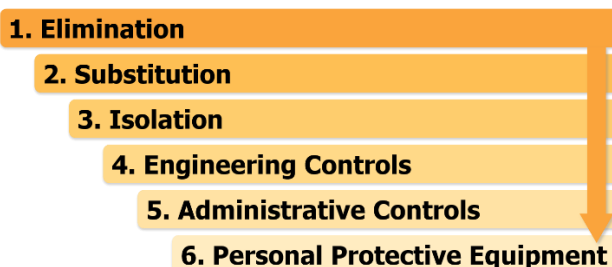 1. Elimination
2. Substitution
3. Isolation
4. Engineering Controls
5. Administrative Controls
6. Personal Protective Equipment